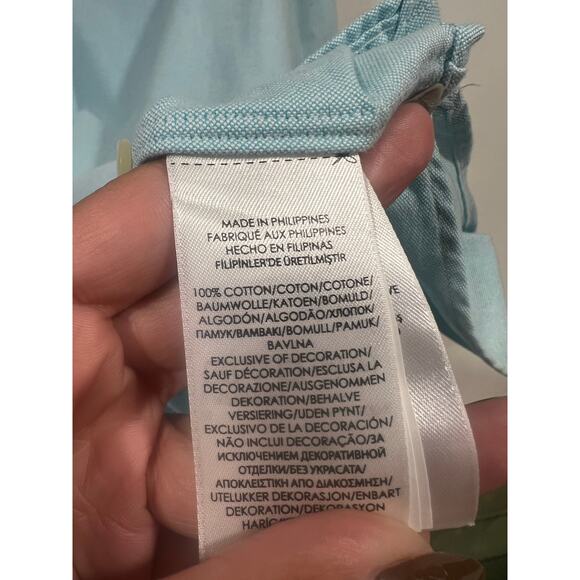 MADE IN PHILIPPINES
FABRIQUÉ AUX PHILIPPINES
HECHO EN FILIPINAS
FİLİPİNLER'DE ÜRETİLMİŞTİR
100% COTTON/COTON/COTONE/
BAUMWOLLE/KATOEN/BOMULD/
ALGODÓN/ALGODÃO/ХЛОПОК/
ПАМУК/ΒΑΜΒΑΚΙ/BOMULL/PAMUK/
BAVLNA
EXCLUSIVE OF DECORATION/
SAUF DÉCORATION/ESCLUSA LA
DECORAZIONE/AUSGENOMMEN
DEKORATION/BEHALVE
VERSIERING/UDEN PYNT/
EXCLUSIVO DE LA DECORACIÓN/
NÃO INCLUI DECORAÇÃO/ЗА
ИСКЛЮЧЕНИЕМ ДЕКОРАТИВНОЙ
ОТДЕЛКИ/БЕЗ УКРАСАТА/
ΑΠΟΚΛΕΙΣΤΙΚΗ ΑΠΟ ΔΙΑΚΟΣΜΗΣΗ/
UTELUKKER DEKORASJON/ENBART
DEKORATION/DEKORASYON